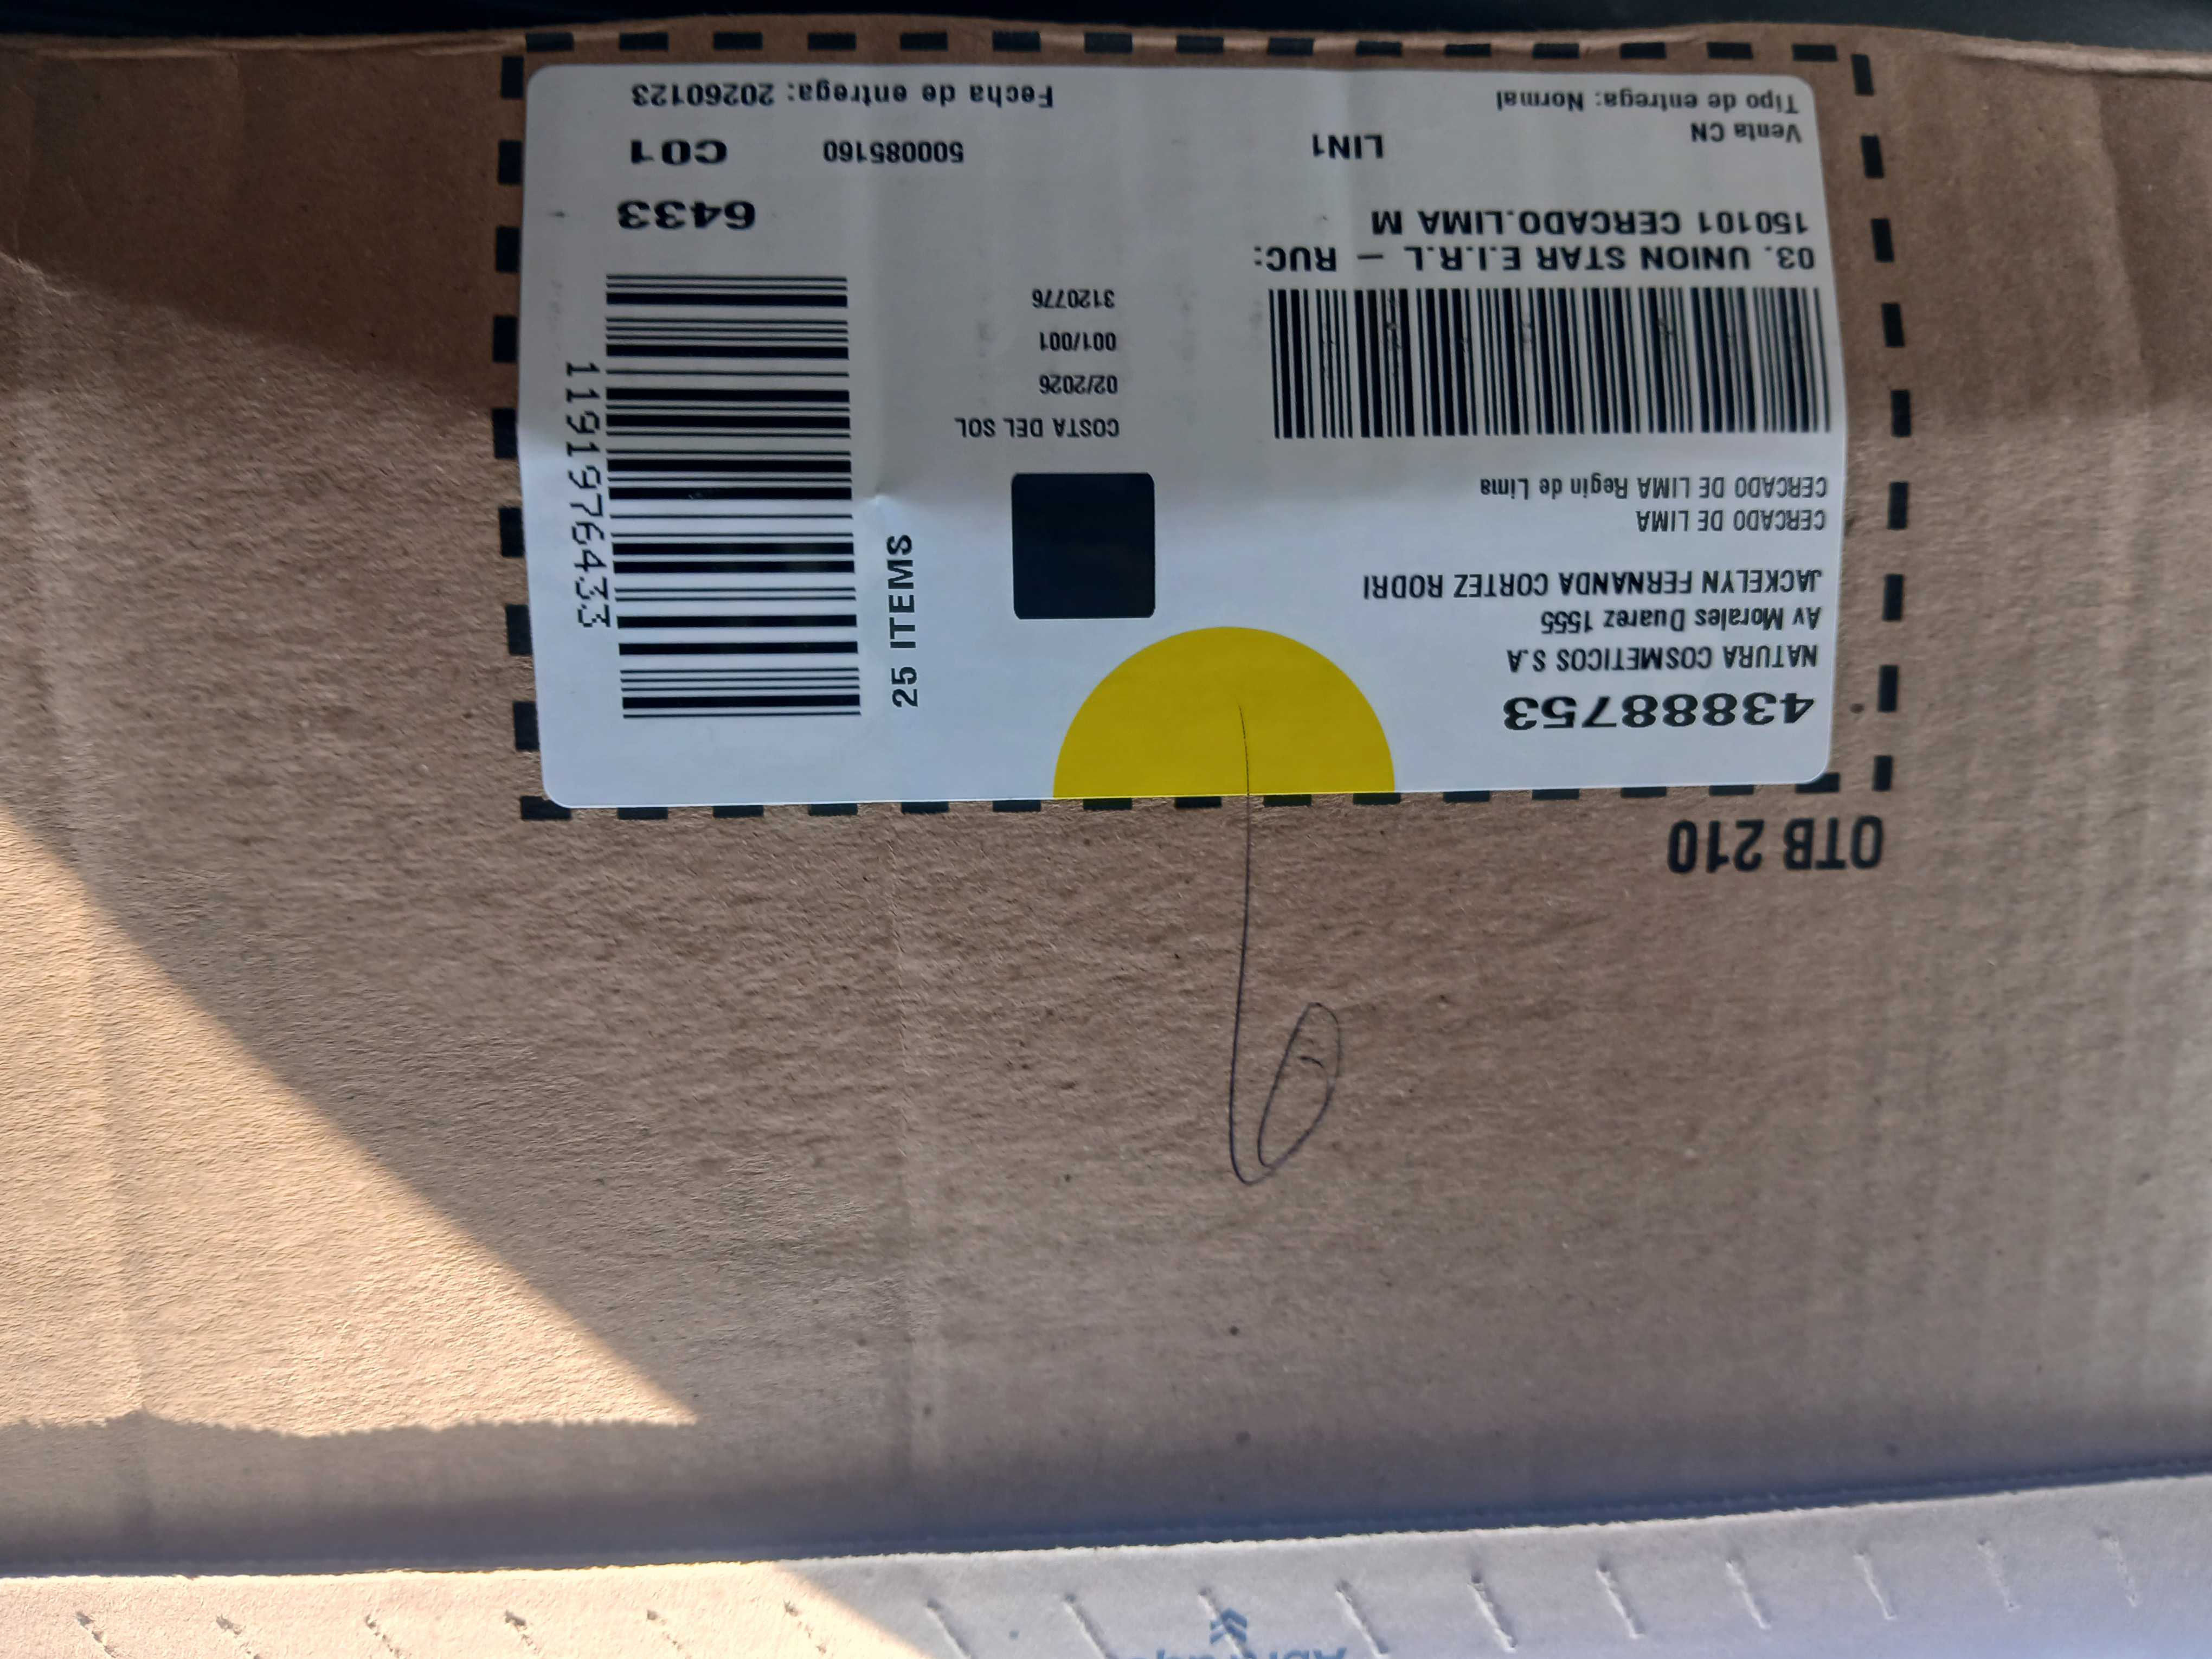 OTB 210
43888753
NATURA COSMETICOS S.A
Av Morales Duarez 1555
JACKELYN FERNANDA CORTEZ RODRI
CERCADO DE LIMA
CERCADO DE LIMA Regin de Lima
03. UNION STAR E.I.R.L - RUC:
150101 CERCADO.LIMA M
Venta CN
LIN1
Tipo de entrega: Normal
COSTA DEL SOL
02/2026
001/001
3120776
25 ITEMS
1191976433
6433
500085160
C01
Fecha de entrega: 20260123
6